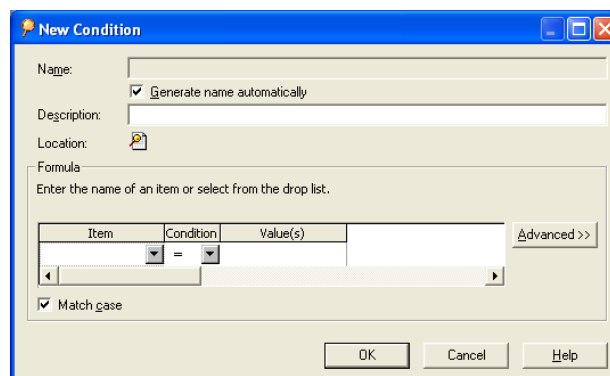 New Condition
Name:
Generate name automatically
Description:
Location:
Formula
Enter the name of an item or select from the drop list.
Item Condition Value(s)
=
Advanced >>
Match case
OK Cancel Help